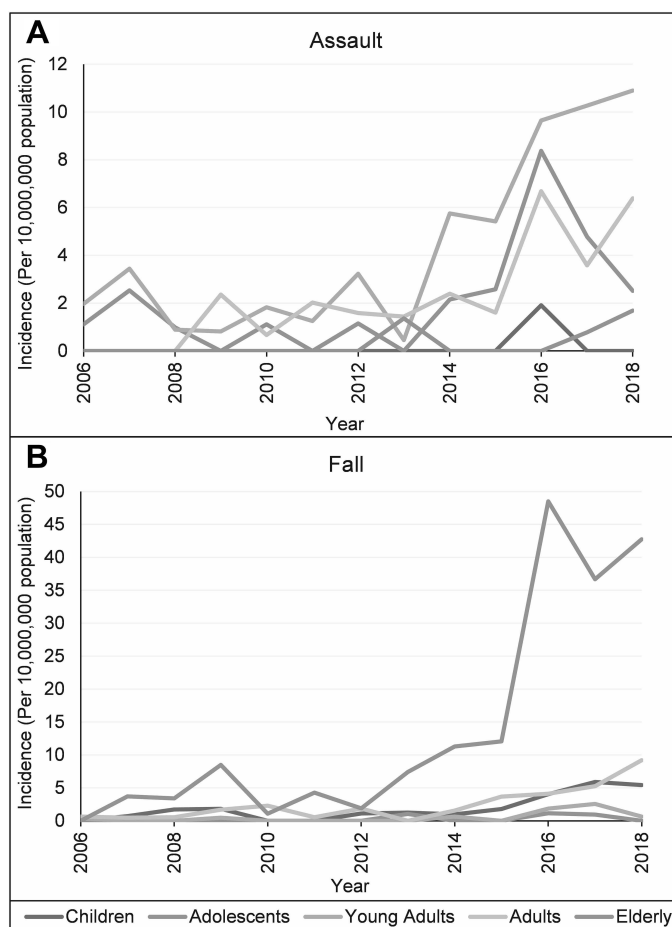 A
Assault
Incidence (Per 10,000,000 population)
12
10
8
6
4
2
0
2006 2008 2010 2012 2014 2016 2018
Year
B
Fall
Incidence (Per 10,000,000 population)
50
45
40
35
30
25
20
15
10
5
0
2006 2008 2010 2012 2014 2016 2018
Year
Children Adolescents Young Adults Adults Elderly